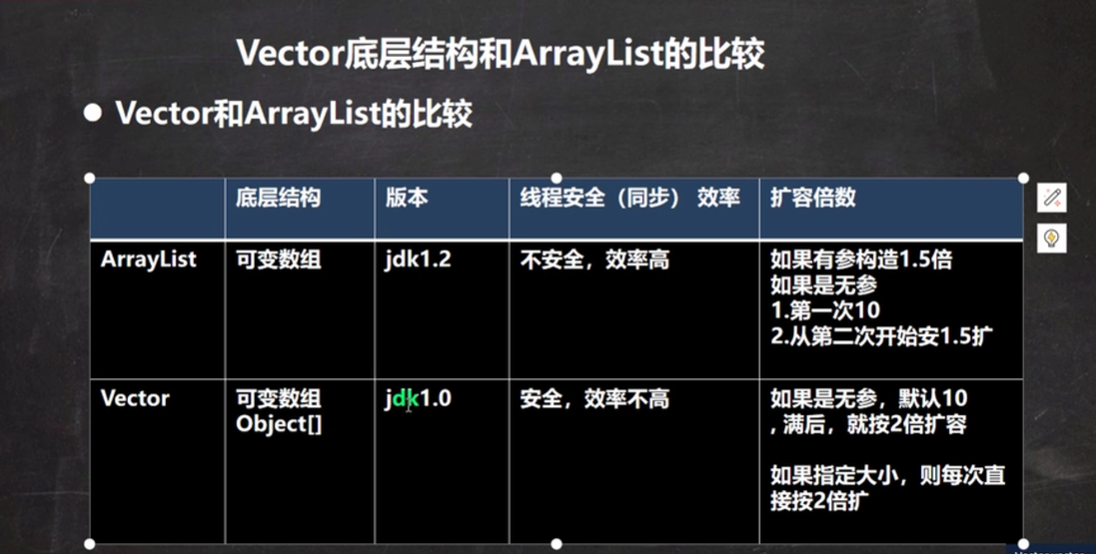 Vector底层结构和ArrayList的比较
● Vector和ArrayList的比较
底层结构
版本
线程安全（同步） 效率
扩容倍数
ArrayList
可变数组
jdk1.2
不安全，效率高
如果有参构造1.5倍
如果是无参
1.第一次10
2.从第二次开始安1.5扩
Vector
可变数组
Object[]
jdk1.0
安全，效率不高
如果是无参，默认10
, 满后，就按2倍扩容
如果指定大小，则每次直
接按2倍扩